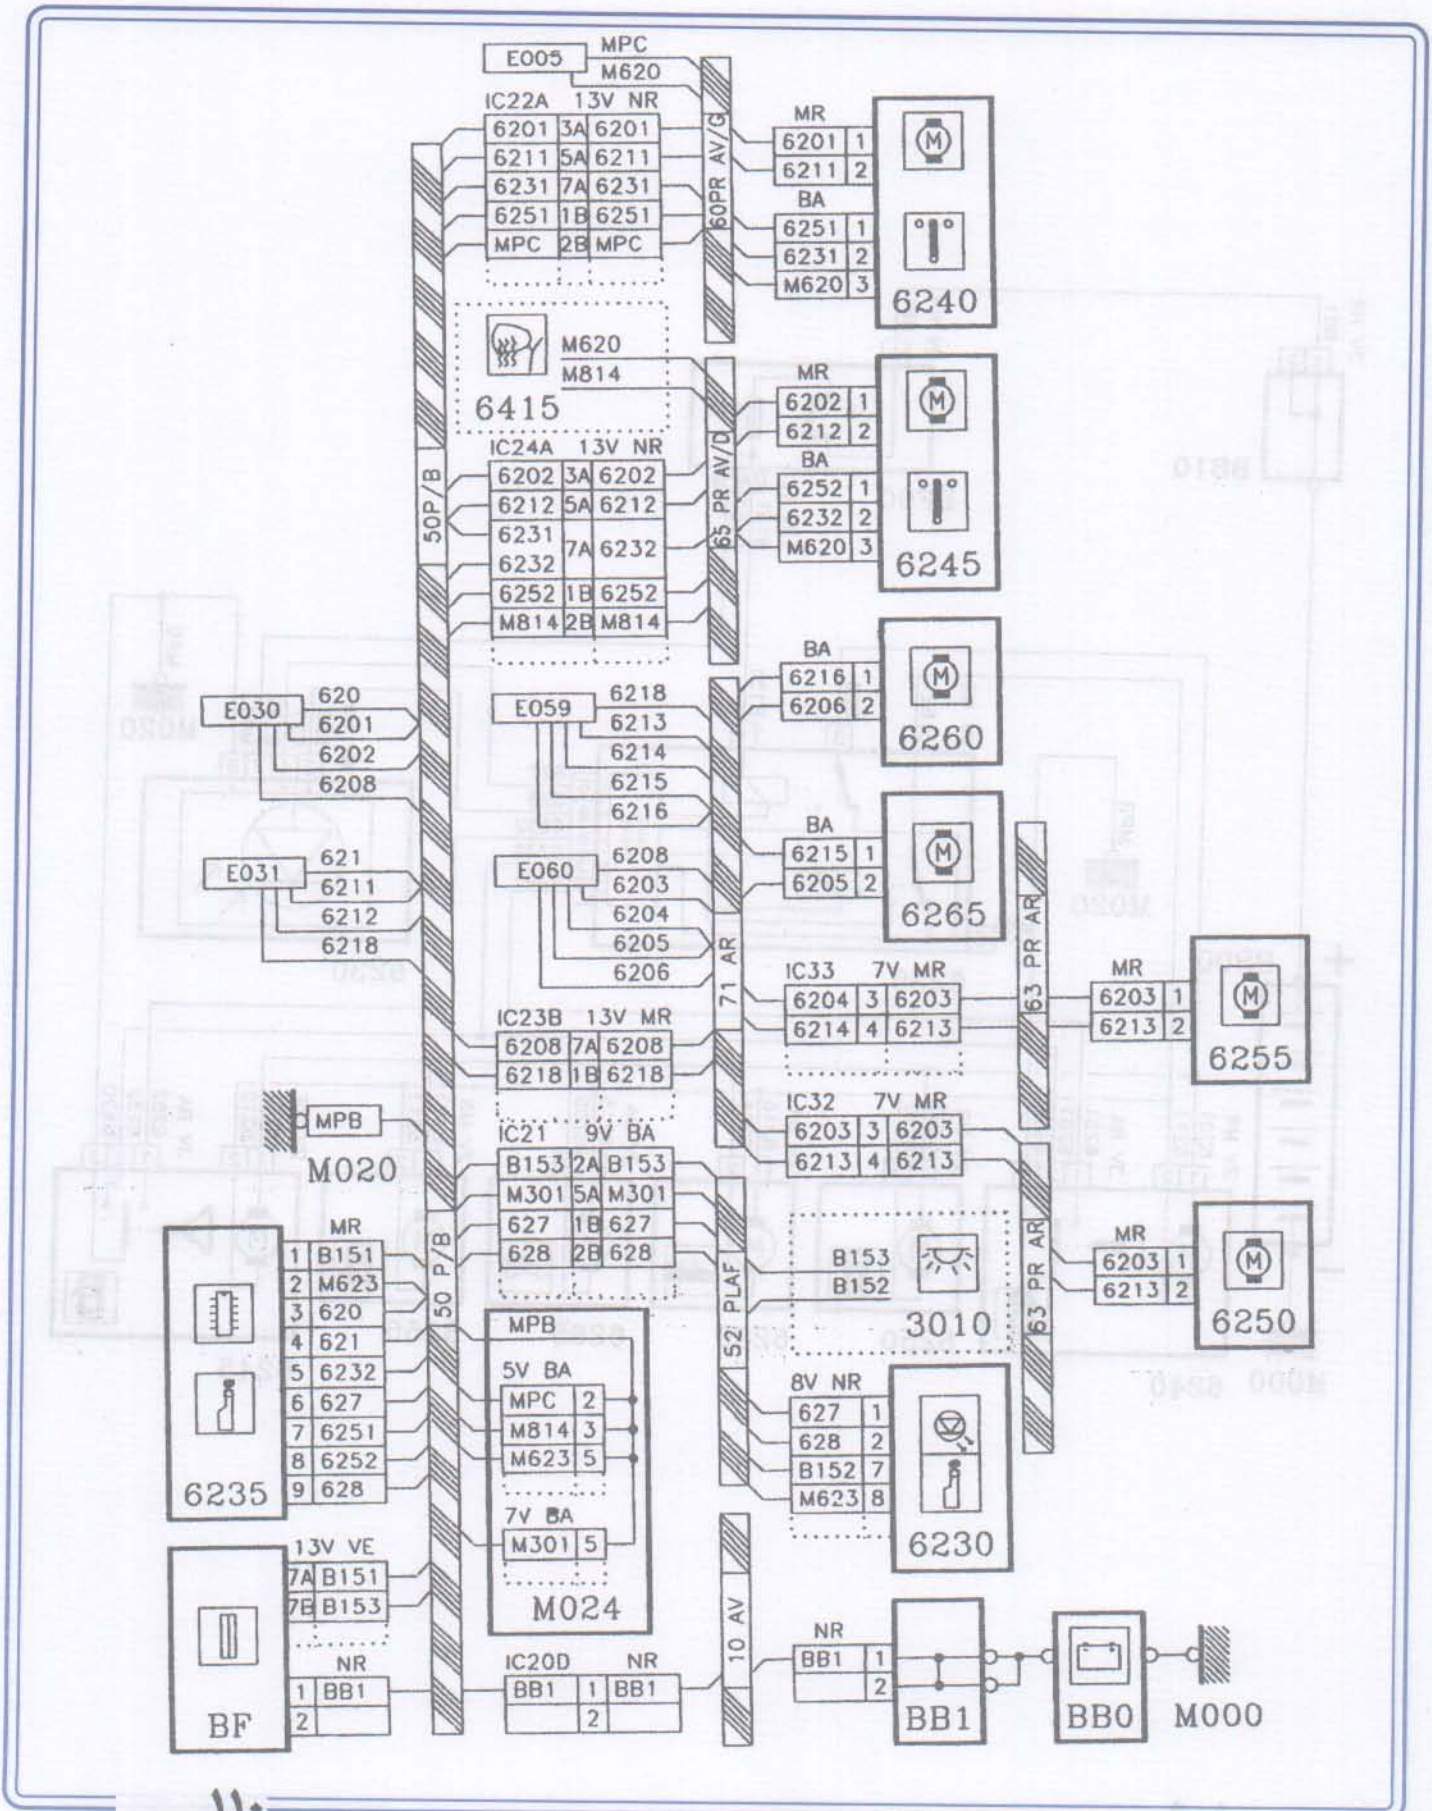 E005 MPC
M620
IC22A 13V NR
6201 3A 6201
6211 5A 6211
6231 7A 6231
6251 1B 6251
MPC 2B MPC
60PR AV/G
MR
6201 1
6211 2
BA
6251 1
6231 2
M620 3
M
6240
M620
M814
6415
IC24A 13V NR
6202 3A 6202
6212 5A 6212
6231
7A 6232
6232
6252 1B 6252
M814 2B M814
50P/B
65 PR AV/D
MR
6202 1
6212 2
BA
6252 1
6232 2
M620 3
M
6245
BA
6216 1
6206 2
M
6260
E030
620
6201
6202
6208
E059
6218
6213
6214
6215
6216
BA
6215 1
6205 2
M
6265
E031
621
6211
6212
6218
E060
6208
6203
6204
6205
6206
71 AR
IC33 7V MR
6204 3 6203
6214 4 6213
63 PR AR
MR
6203 1
6213 2
M
6255
IC23B 13V MR
6208 7A 6208
6218 1B 6218
MPB
M020
IC32 7V MR
6203 3 6203
6213 4 6213
IC21 9V BA
B153 2A B153
M301 5A M301
627 1B 627
628 2B 628
50 P/B
52 PLAF
B153
B152
3010
63 PR AR
MR
6203 1
6213 2
M
6250
MR
1 B151
2 M623
3 620
4 621
5 6232
6 627
7 6251
8 6252
9 628
6235
MPB
5V BA
MPC 2
M814 3
M623 5
7V BA
M301 5
M024
8V NR
627 1
628 2
B152 7
M623 8
6230
13V VE
7A B151
7B B153
NR
1 BB1
2
BF
IC20D NR
BB1 1 BB1
2
10 AV
NR
BB1 1
2
BB1
BB0
M000
١١٠